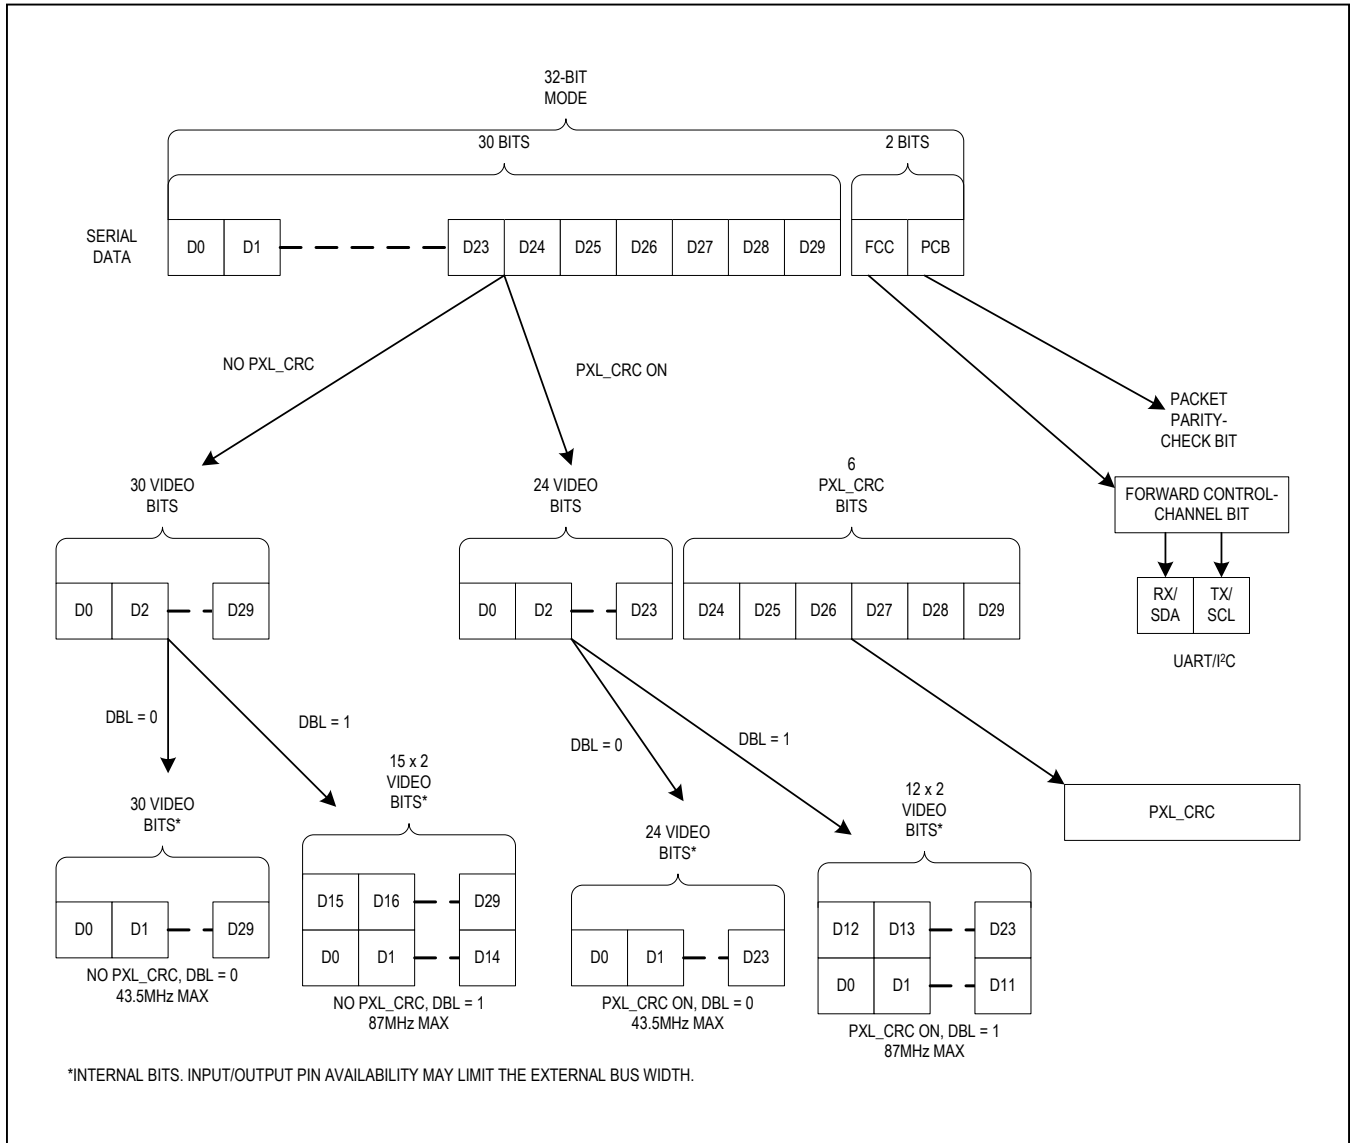 32-BIT
MODE
30 BITS
2 BITS
SERIAL
DATA
D0 D1 D23 D24 D25 D26 D27 D28 D29 FCC PCB
NO PXL_CRC
PXL_CRC ON
PACKET
PARITY-
CHECK BIT
30 VIDEO
BITS
24 VIDEO
BITS
6
PXL_CRC
BITS
FORWARD CONTROL-
CHANNEL BIT
D0 D2 D29
D0 D2 D23
D24 D25 D26 D27 D28 D29
RX/
SDA
TX/
SCL
UART/I²C
DBL = 0
DBL = 1
DBL = 0
DBL = 1
30 VIDEO
BITS*
15 x 2
VIDEO
BITS*
24 VIDEO
BITS*
12 x 2
VIDEO
BITS*
PXL_CRC
D0 D1 D29
NO PXL_CRC, DBL = 0
43.5MHz MAX
D15 D16 D29
D0 D1 D14
NO PXL_CRC, DBL = 1
87MHz MAX
D0 D1 D23
PXL_CRC ON, DBL = 0
43.5MHz MAX
D12 D13 D23
D0 D1 D11
PXL_CRC ON, DBL = 1
87MHz MAX
*INTERNAL BITS. INPUT/OUTPUT PIN AVAILABILITY MAY LIMIT THE EXTERNAL BUS WIDTH.